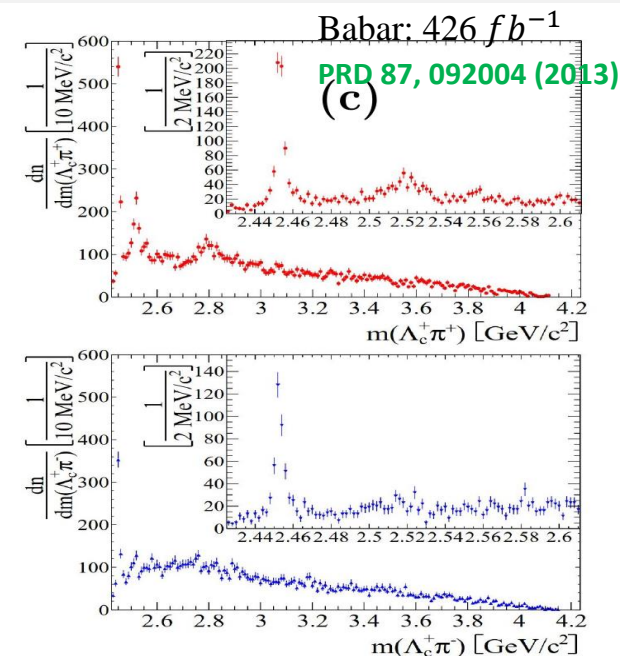 Babar: 426 fb⁻¹
PRD 87, 092004 (2013)
(c)
dn
dm(Λc⁺π⁺)
[1
10 MeV/c²]
[1
2 MeV/c²]
600
500
400
300
200
100
0
220
200
180
160
140
120
100
80
60
40
20
0
2.44 2.46 2.48 2.5 2.52 2.54 2.56 2.58 2.6
2.6 2.8 3 3.2 3.4 3.6 3.8 4 4.2
m(Λc⁺π⁺) [GeV/c²]
dn
dm(Λc⁺π⁻)
[1
10 MeV/c²]
[1
2 MeV/c²]
600
500
400
300
200
100
0
140
120
100
80
60
40
20
0
2.44 2.46 2.48 2.5 2.52 2.54 2.56 2.58 2.6
2.6 2.8 3 3.2 3.4 3.6 3.8 4 4.2
m(Λc⁺π⁻) [GeV/c²]